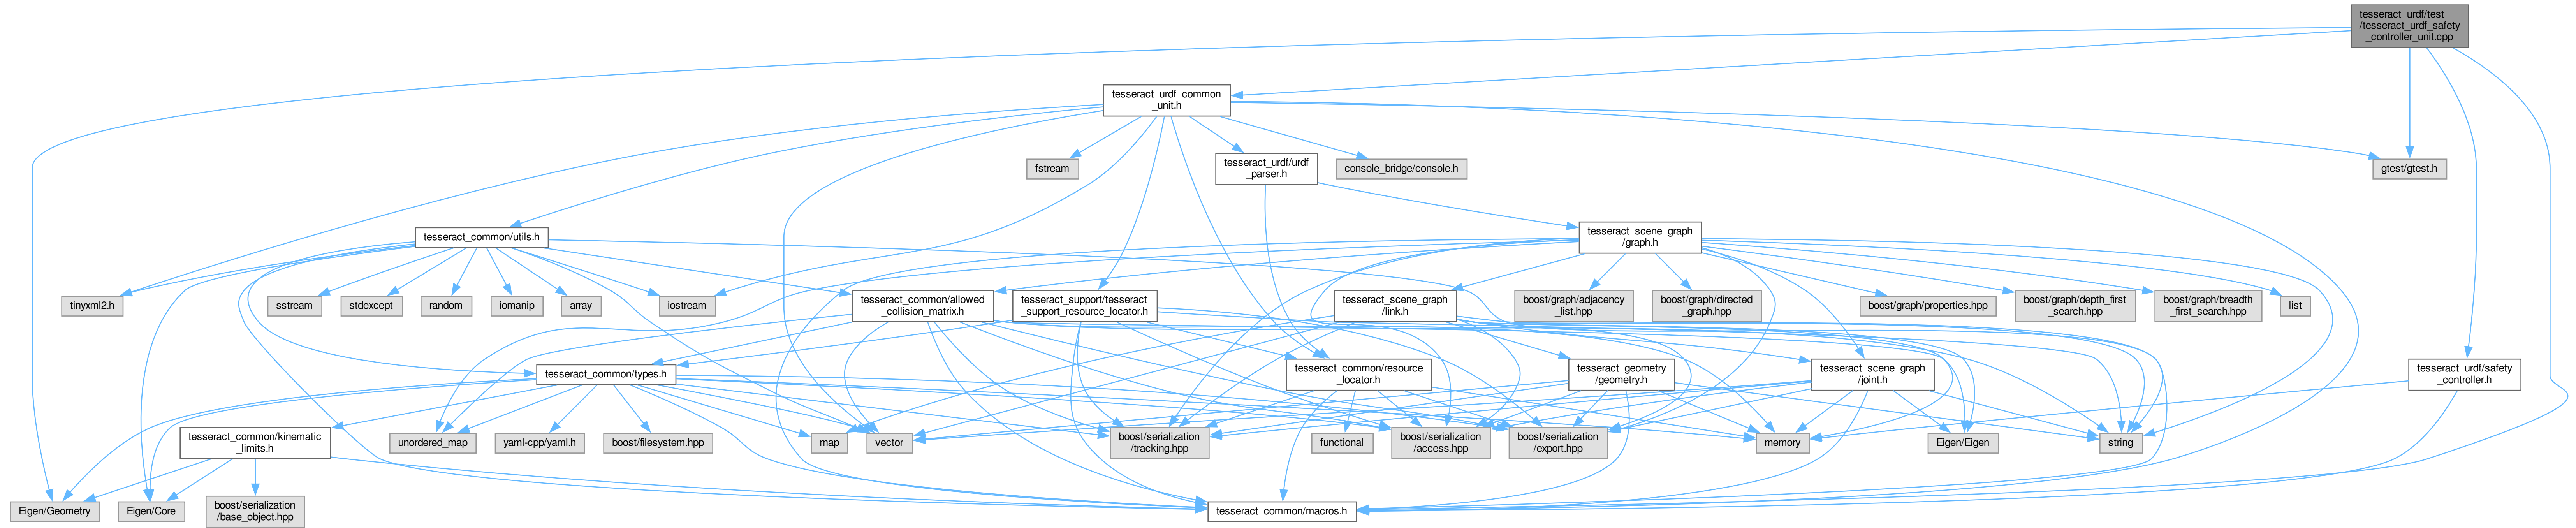 tesseract_urdf/test
/tesseract_urdf_safety
_controller_unit.cpp
tesseract_urdf_common
_unit.h
fstream
tesseract_urdf/urdf
_parser.h
console_bridge/console.h
gtest/gtest.h
tesseract_common/utils.h
tesseract_scene_graph
/graph.h
tinyxml2.h
sstream
stdexcept
random
iomanip
array
iostream
tesseract_common/allowed
_collision_matrix.h
tesseract_support/tesseract
_support_resource_locator.h
tesseract_scene_graph
/link.h
boost/graph/adjacency
_list.hpp
boost/graph/directed
_graph.hpp
boost/graph/properties.hpp
boost/graph/depth_first
_search.hpp
boost/graph/breadth
_first_search.hpp
list
tesseract_common/types.h
tesseract_common/resource
_locator.h
tesseract_geometry
/geometry.h
tesseract_scene_graph
/joint.h
tesseract_urdf/safety
_controller.h
tesseract_common/kinematic
_limits.h
unordered_map
yaml-cpp/yaml.h
boost/filesystem.hpp
map
vector
boost/serialization
/tracking.hpp
functional
boost/serialization
/access.hpp
boost/serialization
/export.hpp
memory
Eigen/Eigen
string
Eigen/Geometry
Eigen/Core
boost/serialization
/base_object.hpp
tesseract_common/macros.h